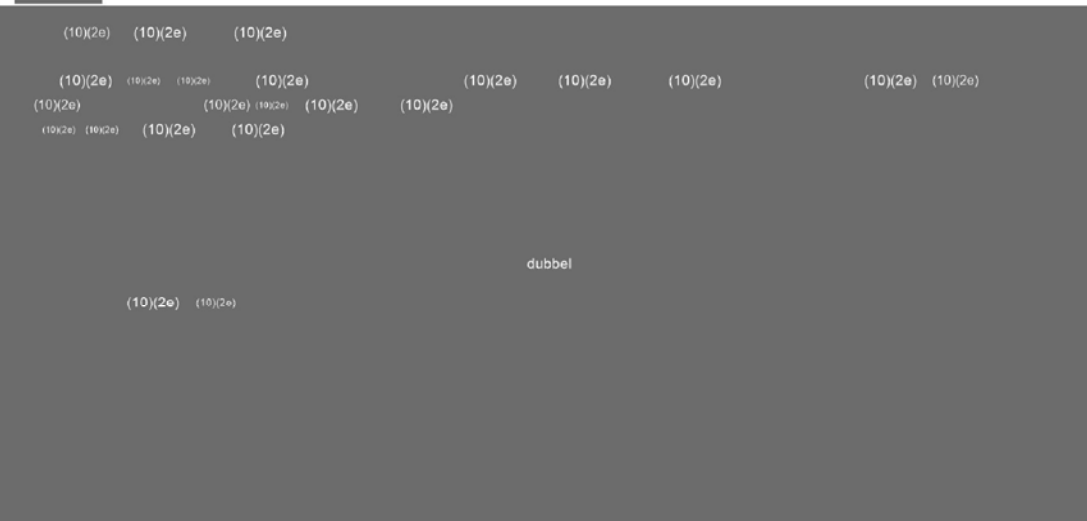 (10)(2e) (10)(2e) (10)(2e)
(10)(2e) (10)(2e) (10)(2e) (10)(2e) (10)(2e) (10)(2e) (10)(2e) (10)(2e) (10)(2e)
(10)(2e) (10)(2e) (10)(2e) (10)(2e) (10)(2e)
(10)(2e) (10)(2e) (10)(2e) (10)(2e)
dubbel
(10)(2e) (10)(2e)